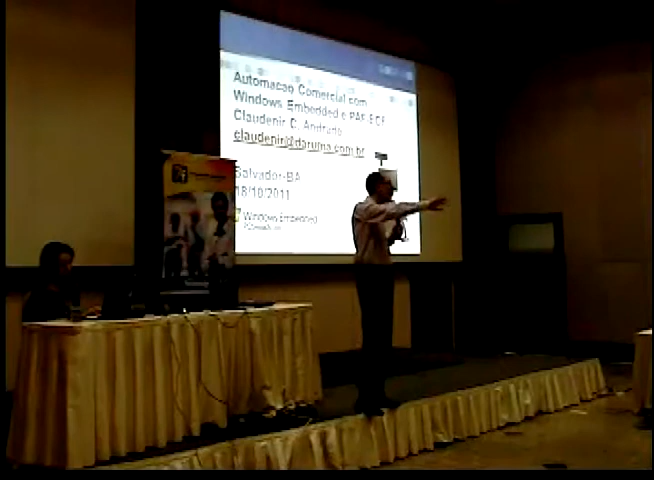 Automacao Comercial com
Windows Embedded e PAF-ECF
Claudenir C. Andrade
claudenir@daruma.com.br
Salvador-BA
18/10/2011
Windows Embedded